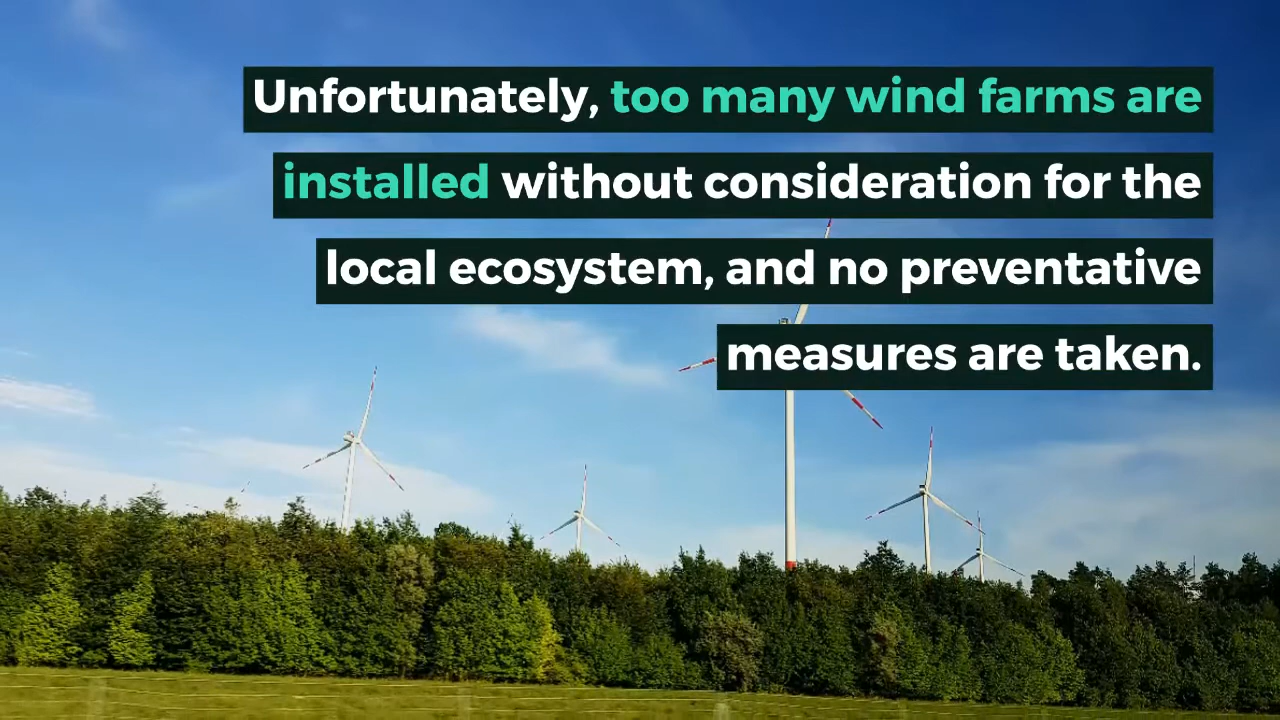 Unfortunately, too many wind farms are
installed without consideration for the
local ecosystem, and no preventative
measures are taken.